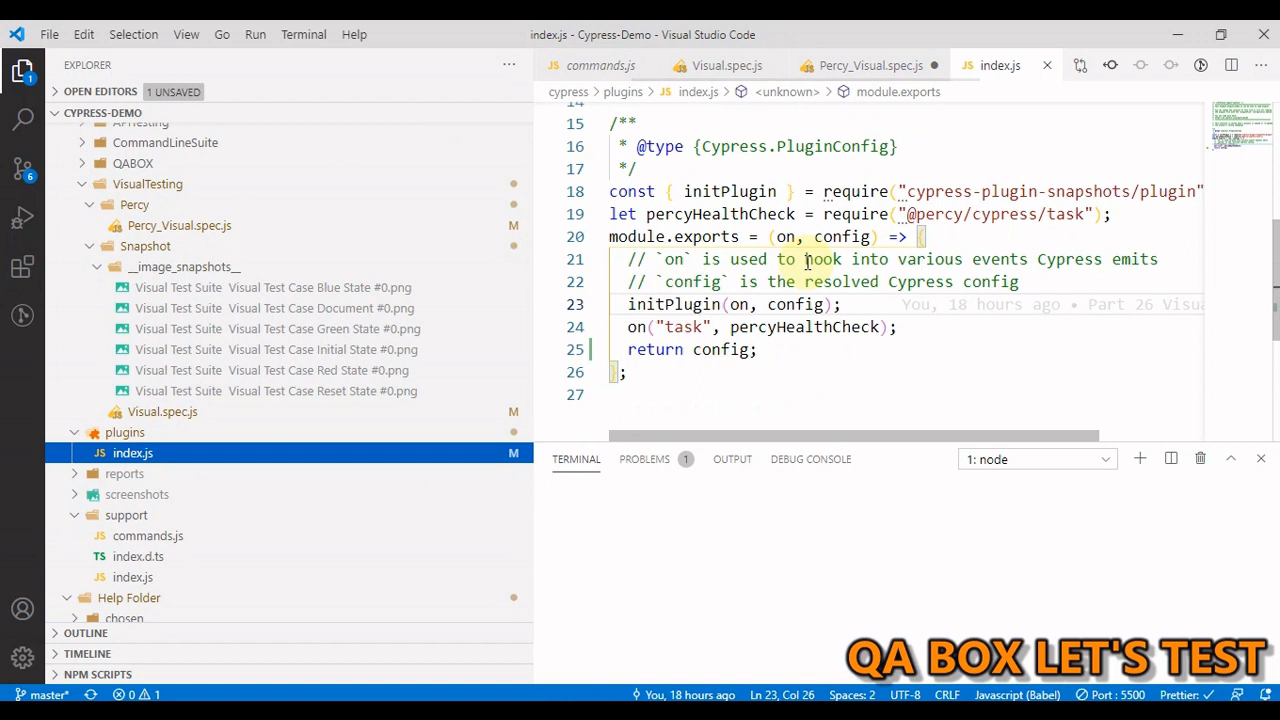 File Edit Selection View Go Run Terminal Help
index.js - Cypress-Demo - Visual Studio Code
EXPLORER
OPEN EDITORS 1 UNSAVED
CYPRESS-DEMO
APITesting
CommandLineSuite
QABOX
VisualTesting
Percy
Percy_Visual.spec.js M
Snapshot
__image_snapshots__
Visual Test Suite Visual Test Case Blue State #0.png
Visual Test Suite Visual Test Case Document #0.png
Visual Test Suite Visual Test Case Green State #0.png
Visual Test Suite Visual Test Case Initial State #0.png
Visual Test Suite Visual Test Case Red State #0.png
Visual Test Suite Visual Test Case Reset State #0.png
Visual.spec.js M
plugins
index.js M
reports
screenshots
support
commands.js
index.d.ts
index.js
Help Folder
chosen
OUTLINE
TIMELINE
NPM SCRIPTS
1
6
commands.js Visual.spec.js Percy_Visual.spec.js index.js
cypress > plugins > index.js > <unknown> > module.exports
14
15 /**
16 * @type {Cypress.PluginConfig}
17 */
18 const { initPlugin } = require("cypress-plugin-snapshots/plugin"
19 let percyHealthCheck = require("@percy/cypress/task");
20 module.exports = (on, config) => {
21 // `on` is used to hook into various events Cypress emits
22 // `config` is the resolved Cypress config
23 initPlugin(on, config); You, 18 hours ago • Part 26 Visua
24 on("task", percyHealthCheck);
25 return config;
26 };
27
TERMINAL PROBLEMS 1 OUTPUT DEBUG CONSOLE 1: node
QA BOX LET'S TEST
master* 0 1 You, 18 hours ago Ln 23, Col 26 Spaces: 2 UTF-8 CRLF Javascript (Babel) Port : 5500 Prettier: ✓